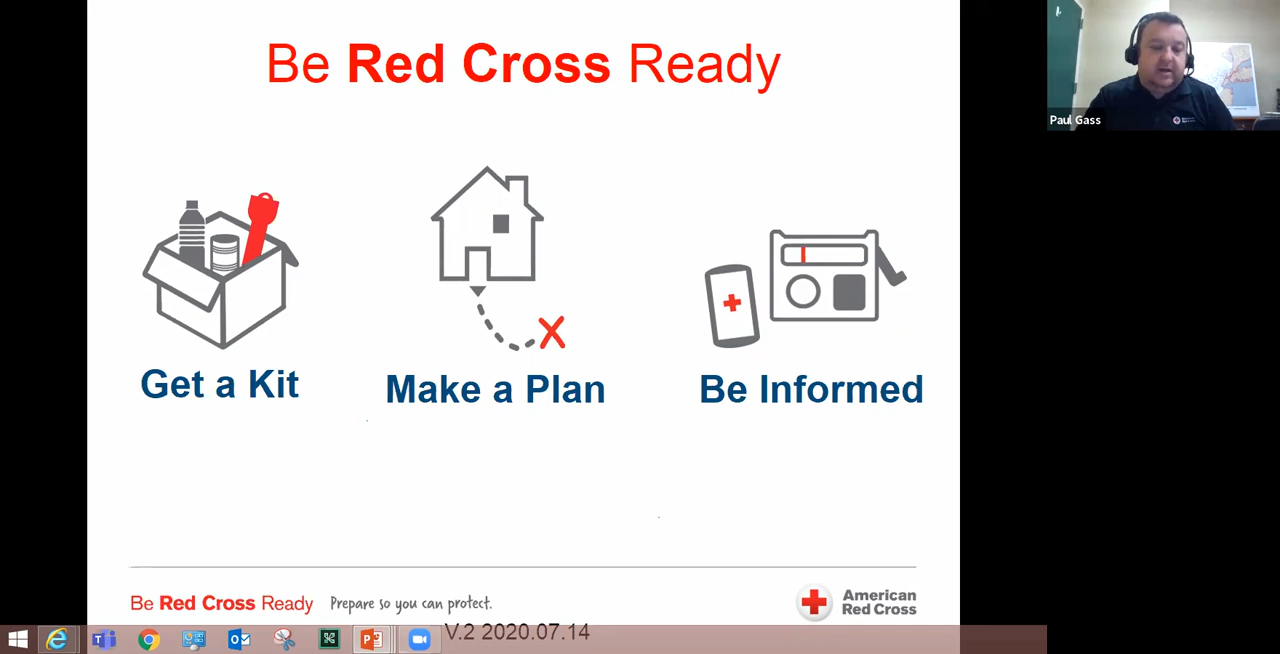 Be Red Cross Ready
Paul Gass
Get a Kit
Make a Plan
Be Informed
Be Red Cross Ready
Prepare so you can protect.
American
Red Cross
V.2 2020.07.14